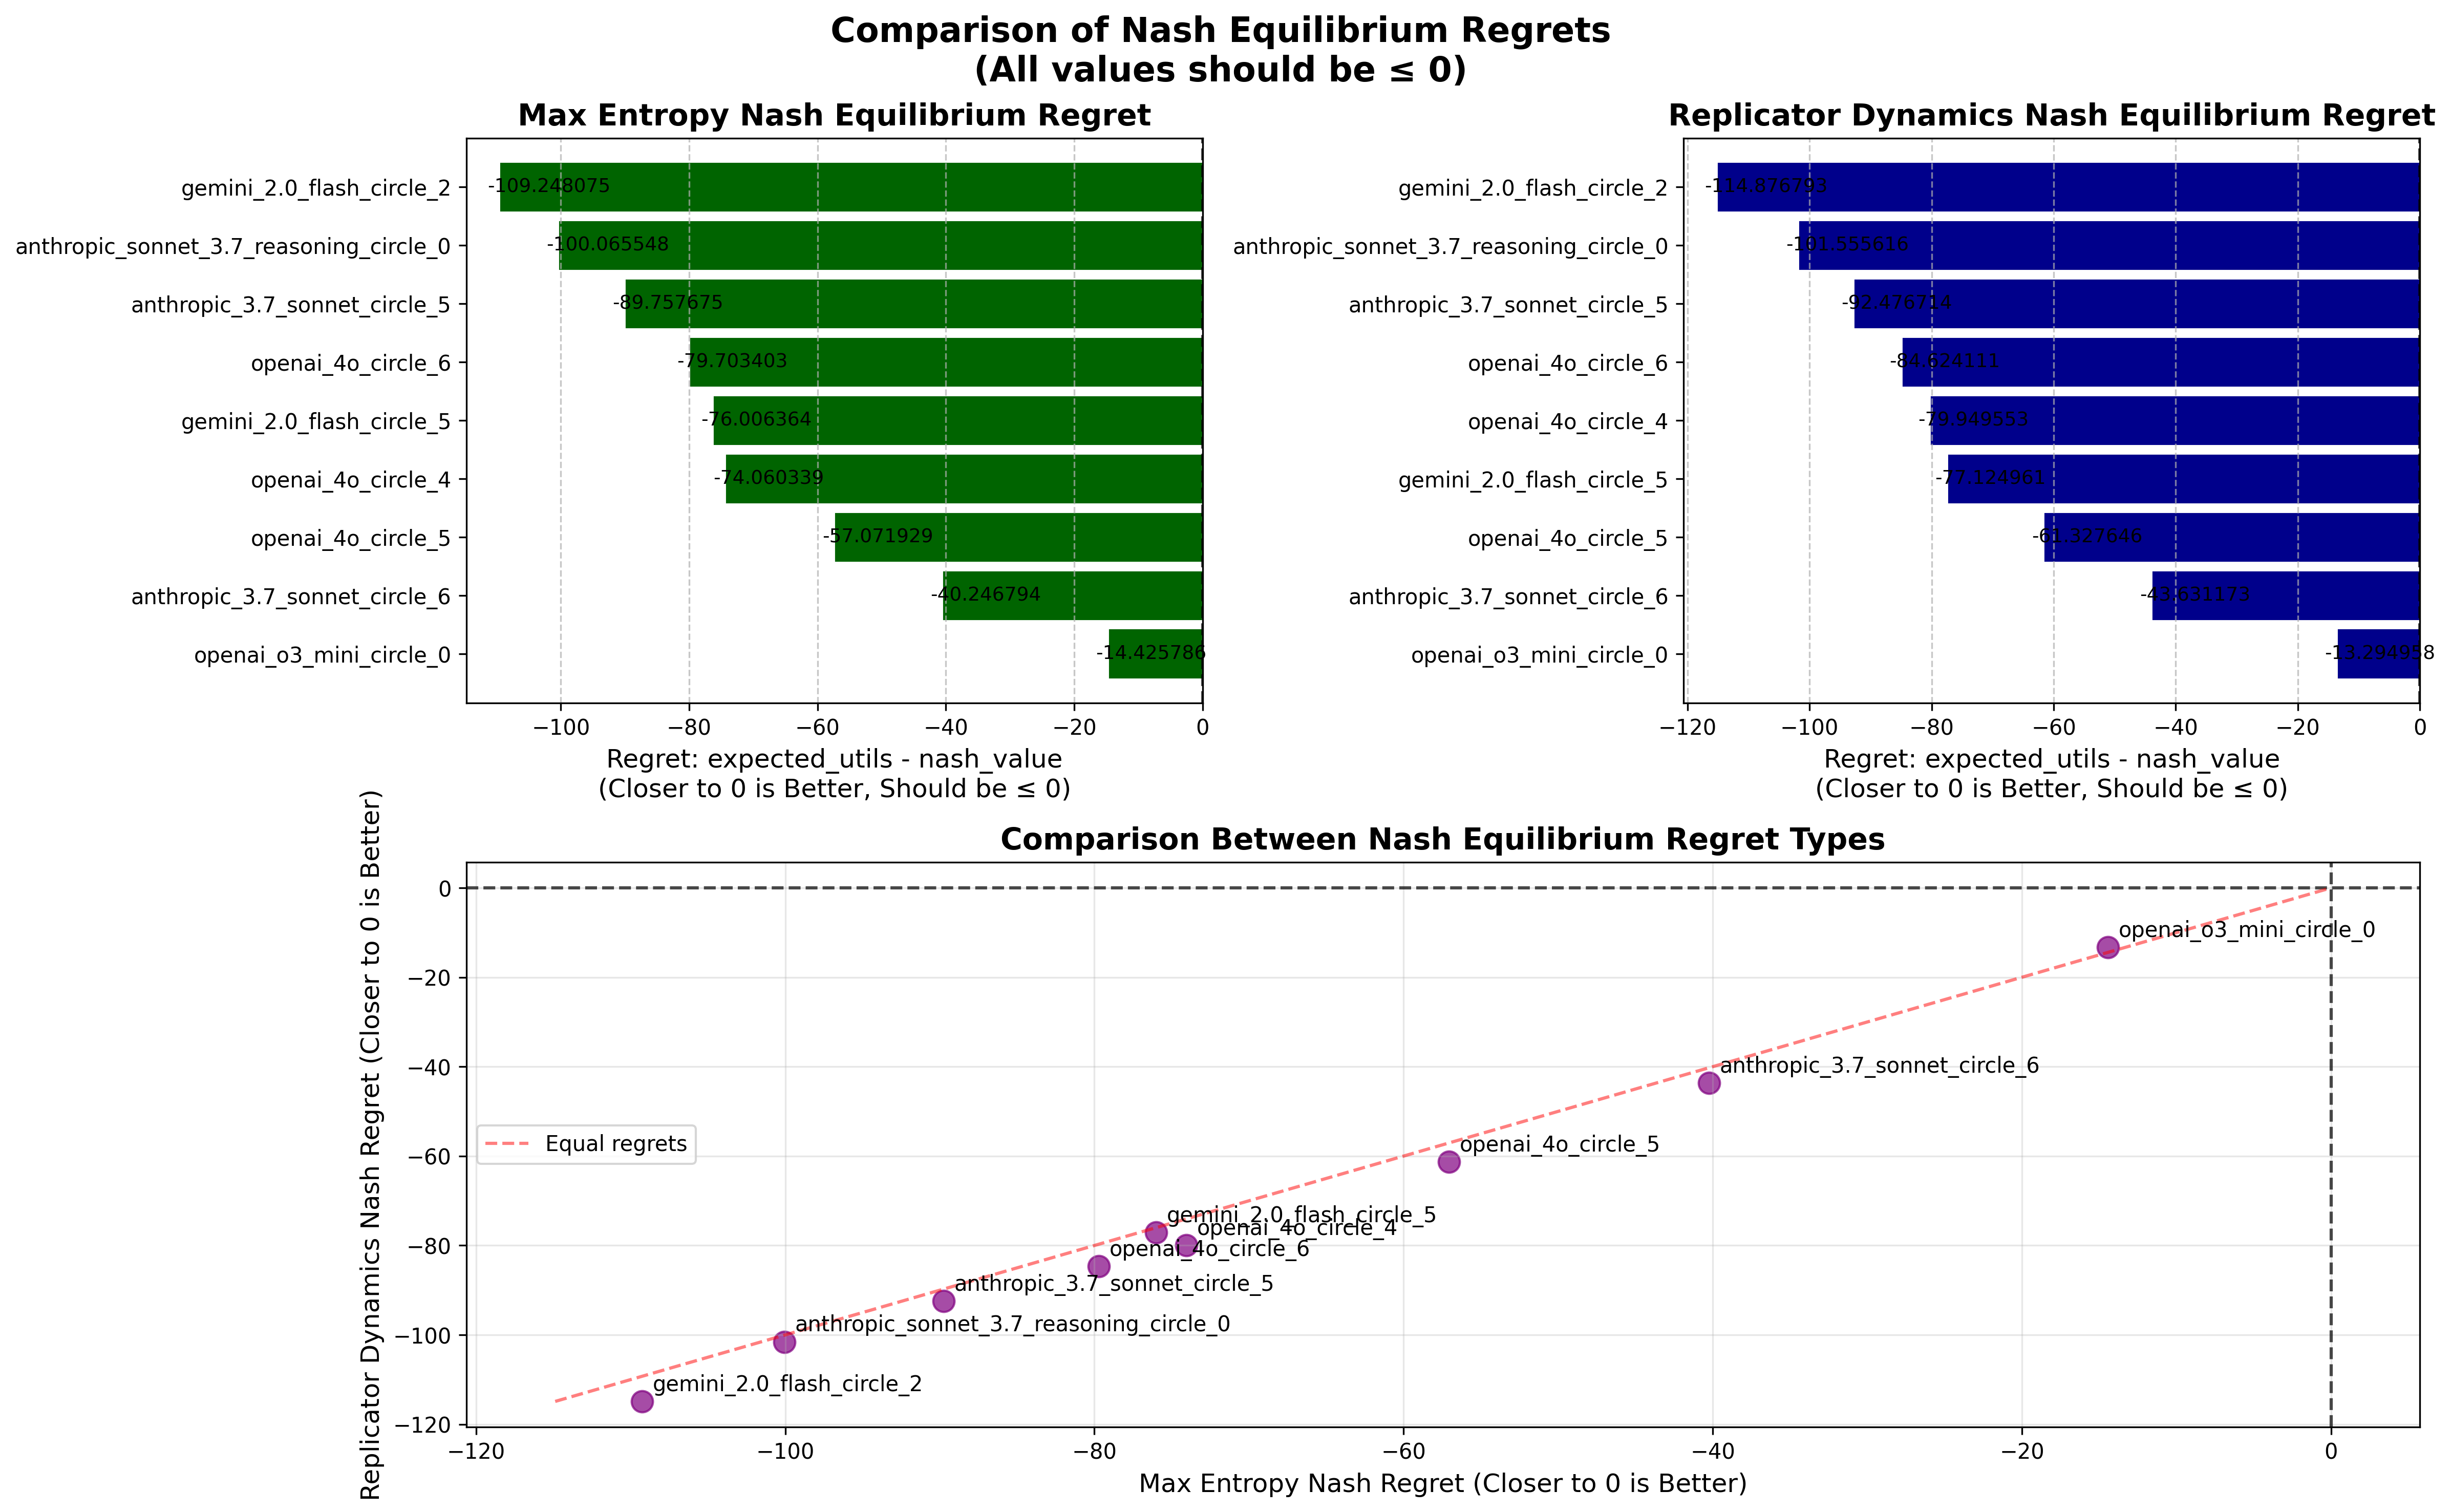 Comparison of Nash Equilibrium Regrets
(All values should be ≤ 0)
Max Entropy Nash Equilibrium Regret
gemini_2.0_flash_circle_2
-109.248075
anthropic_sonnet_3.7_reasoning_circle_0
-100.065548
anthropic_3.7_sonnet_circle_5
-89.757675
openai_4o_circle_6
-79.703403
gemini_2.0_flash_circle_5
-76.006364
openai_4o_circle_4
-74.060339
openai_4o_circle_5
-57.071929
anthropic_3.7_sonnet_circle_6
-40.246794
openai_o3_mini_circle_0
-14.425786
−100 −80 −60 −40 −20 0
Regret: expected_utils - nash_value
(Closer to 0 is Better, Should be ≤ 0)
Replicator Dynamics Nash Equilibrium Regret
gemini_2.0_flash_circle_2
-114.876793
anthropic_sonnet_3.7_reasoning_circle_0
-101.555616
anthropic_3.7_sonnet_circle_5
-92.476714
openai_4o_circle_6
-84.624111
openai_4o_circle_4
-79.949553
gemini_2.0_flash_circle_5
-77.124961
openai_4o_circle_5
-61.327646
anthropic_3.7_sonnet_circle_6
-43.631173
openai_o3_mini_circle_0
-13.294958
−120 −100 −80 −60 −40 −20 0
Regret: expected_utils - nash_value
(Closer to 0 is Better, Should be ≤ 0)
Comparison Between Nash Equilibrium Regret Types
Replicator Dynamics Nash Regret (Closer to 0 is Better)
0
−20
−40
−60
−80
−100
−120
openai_o3_mini_circle_0
anthropic_3.7_sonnet_circle_6
openai_4o_circle_5
Equal regrets
gemini_2.0_flash_circle_5
openai_4o_circle_4
openai_4o_circle_6
anthropic_3.7_sonnet_circle_5
anthropic_sonnet_3.7_reasoning_circle_0
gemini_2.0_flash_circle_2
−120 −100 −80 −60 −40 −20 0
Max Entropy Nash Regret (Closer to 0 is Better)